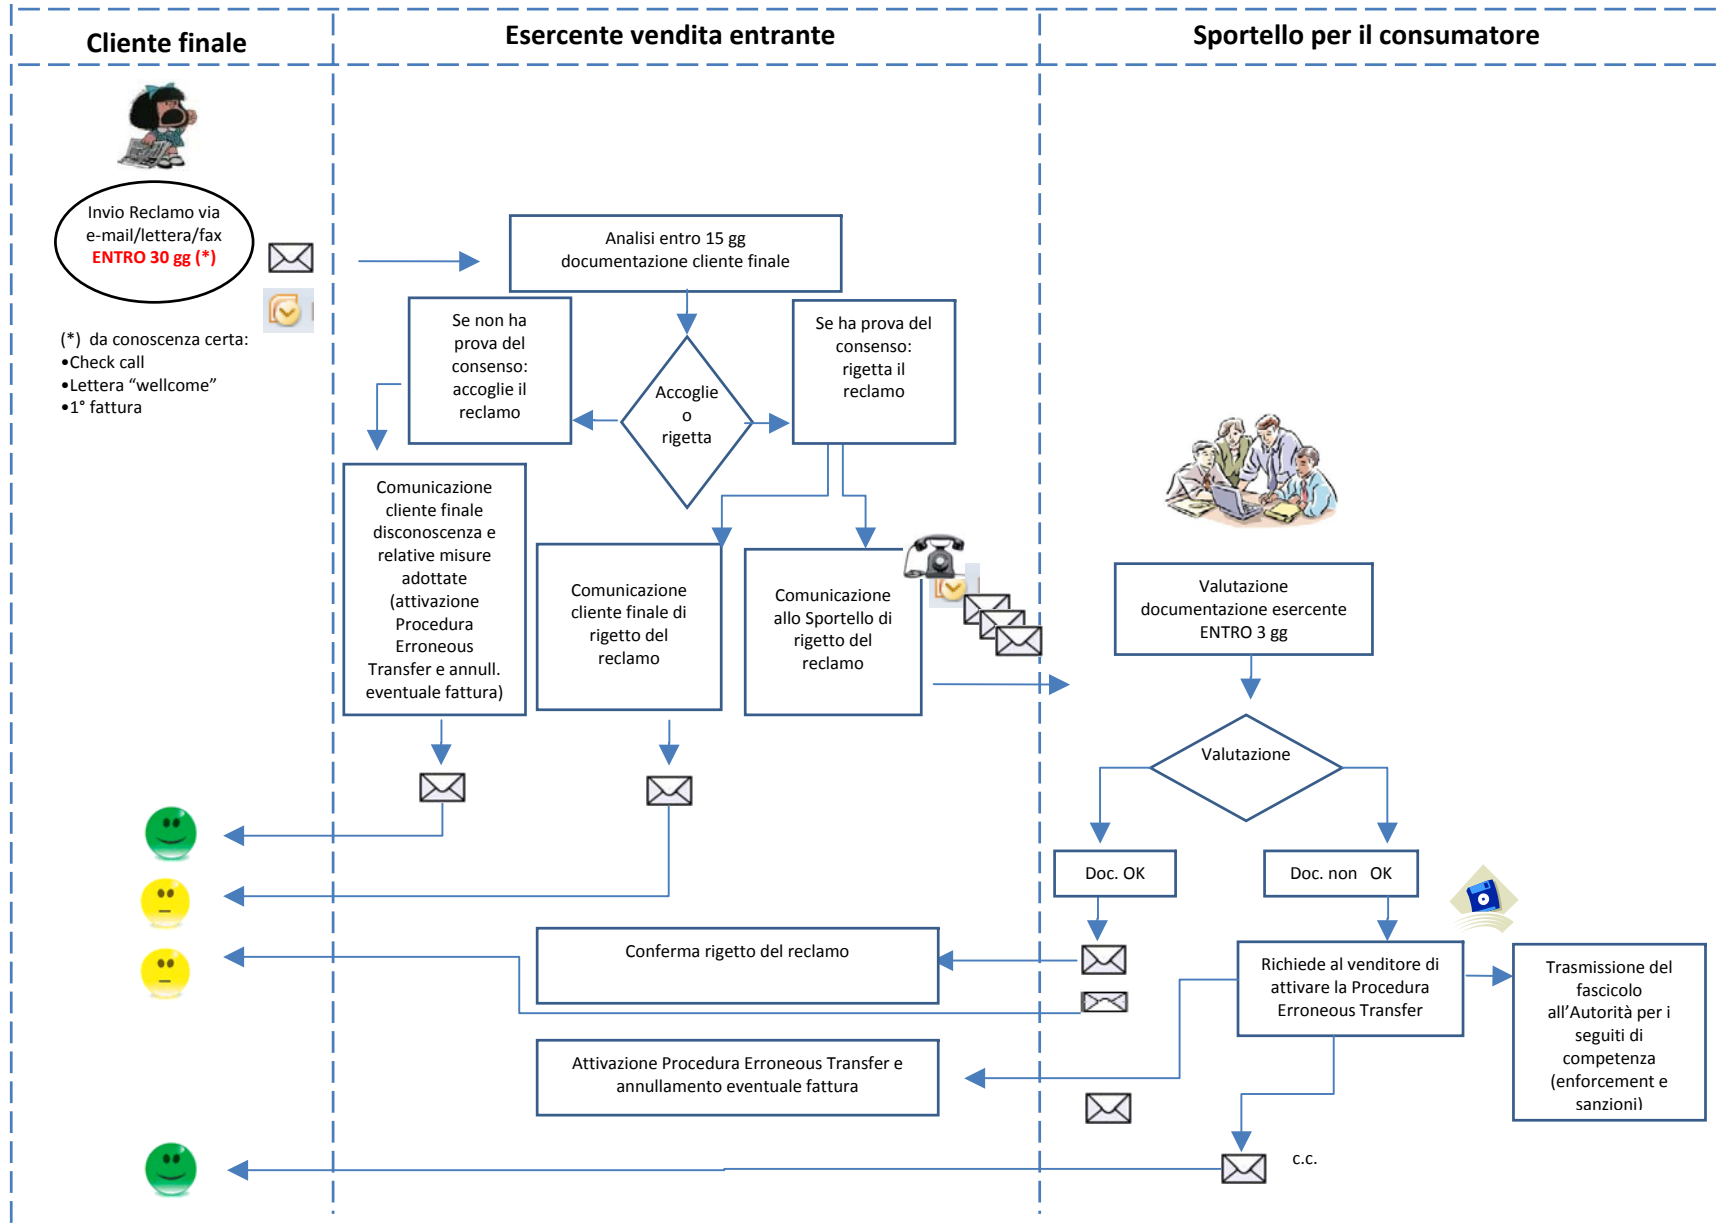 Cliente finale
Esercente vendita entrante
Sportello per il consumatore
Invio Reclamo via
e-mail/lettera/fax
ENTRO 30 gg (*)
(*) da conoscenza certa:
•Check call
•Lettera “wellcome”
•1° fattura
Analisi entro 15 gg
documentazione cliente finale
Se non ha
prova del
consenso:
accoglie il
reclamo
Accoglie
o
rigetta
Se ha prova del
consenso:
rigetta il
reclamo
Comunicazione
cliente finale
disconoscenza e
relative misure
adottate
(attivazione
Procedura
Erroneous
Transfer e annull.
eventuale fattura)
Comunicazione
cliente finale di
rigetto del
reclamo
Comunicazione
allo Sportello di
rigetto del
reclamo
Valutazione
documentazione esercente
ENTRO 3 gg
Valutazione
Doc. OK
Doc. non OK
Conferma rigetto del reclamo
Richiede al venditore di
attivare la Procedura
Erroneous Transfer
Trasmissione del
fascicolo
all’Autorità per i
seguiti di
competenza
(enforcement e
sanzioni)
Attivazione Procedura Erroneous Transfer e
annullamento eventuale fattura
c.c.